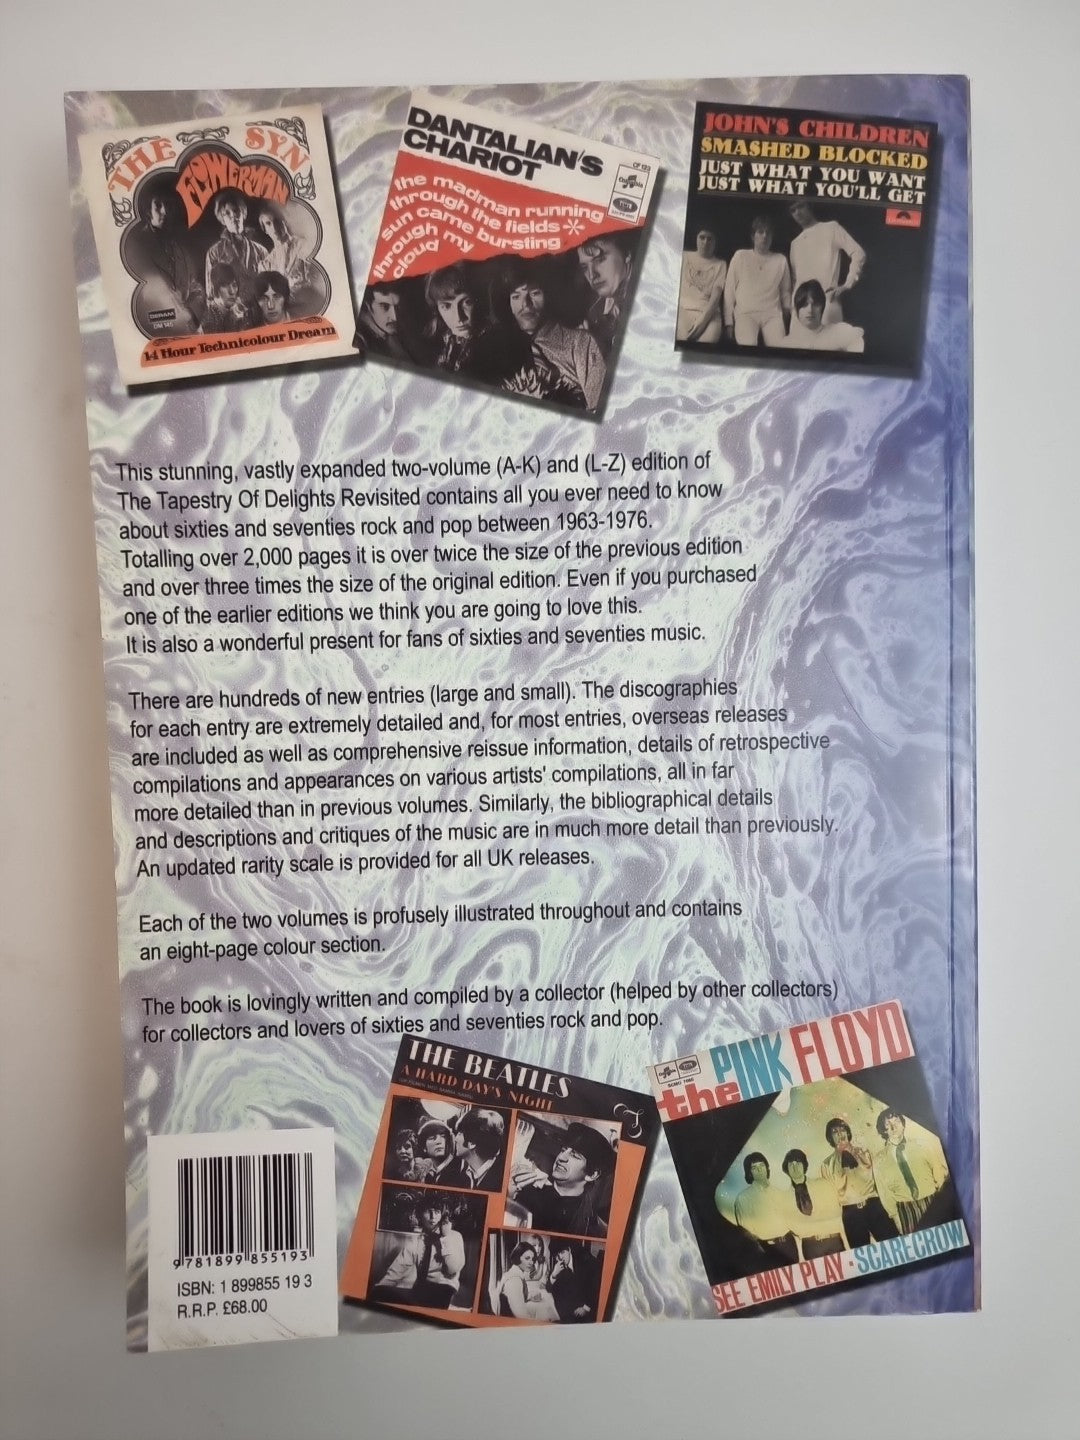 THE SYN
FLOWERMAN
DERAM
DM 145
14 Hour Technicolour Dream
DANTALIAN'S
CHARIOT
CF 133
Columbia
the madman running
through the fields *
sun came bursting
through my
cloud
JOHN'S CHILDREN
SMASHED BLOCKED
JUST WHAT YOU WANT
JUST WHAT YOU'LL GET
This stunning, vastly expanded two-volume (A-K) and (L-Z) edition of
The Tapestry Of Delights Revisited contains all you ever need to know
about sixties and seventies rock and pop between 1963-1976.
Totalling over 2,000 pages it is over twice the size of the previous edition
and over three times the size of the original edition. Even if you purchased
one of the earlier editions we think you are going to love this.
It is also a wonderful present for fans of sixties and seventies music.
There are hundreds of new entries (large and small). The discographies
for each entry are extremely detailed and, for most entries, overseas releases
are included as well as comprehensive reissue information, details of retrospective
compilations and appearances on various artists' compilations, all in far
more detailed than in previous volumes. Similarly, the bibliographical details
and descriptions and critiques of the music are in much more detail than previously.
An updated rarity scale is provided for all UK releases.
Each of the two volumes is profusely illustrated throughout and contains
an eight-page colour section.
The book is lovingly written and compiled by a collector (helped by other collectors)
for collectors and lovers of sixties and seventies rock and pop.
THE BEATLES
A HARD DAY'S NIGHT
Columbia
the PINK FLOYD
SEE EMILY PLAY · SCARECROW
9 781899 855193
ISBN: 1 899855 19 3
R.R.P. £68.00